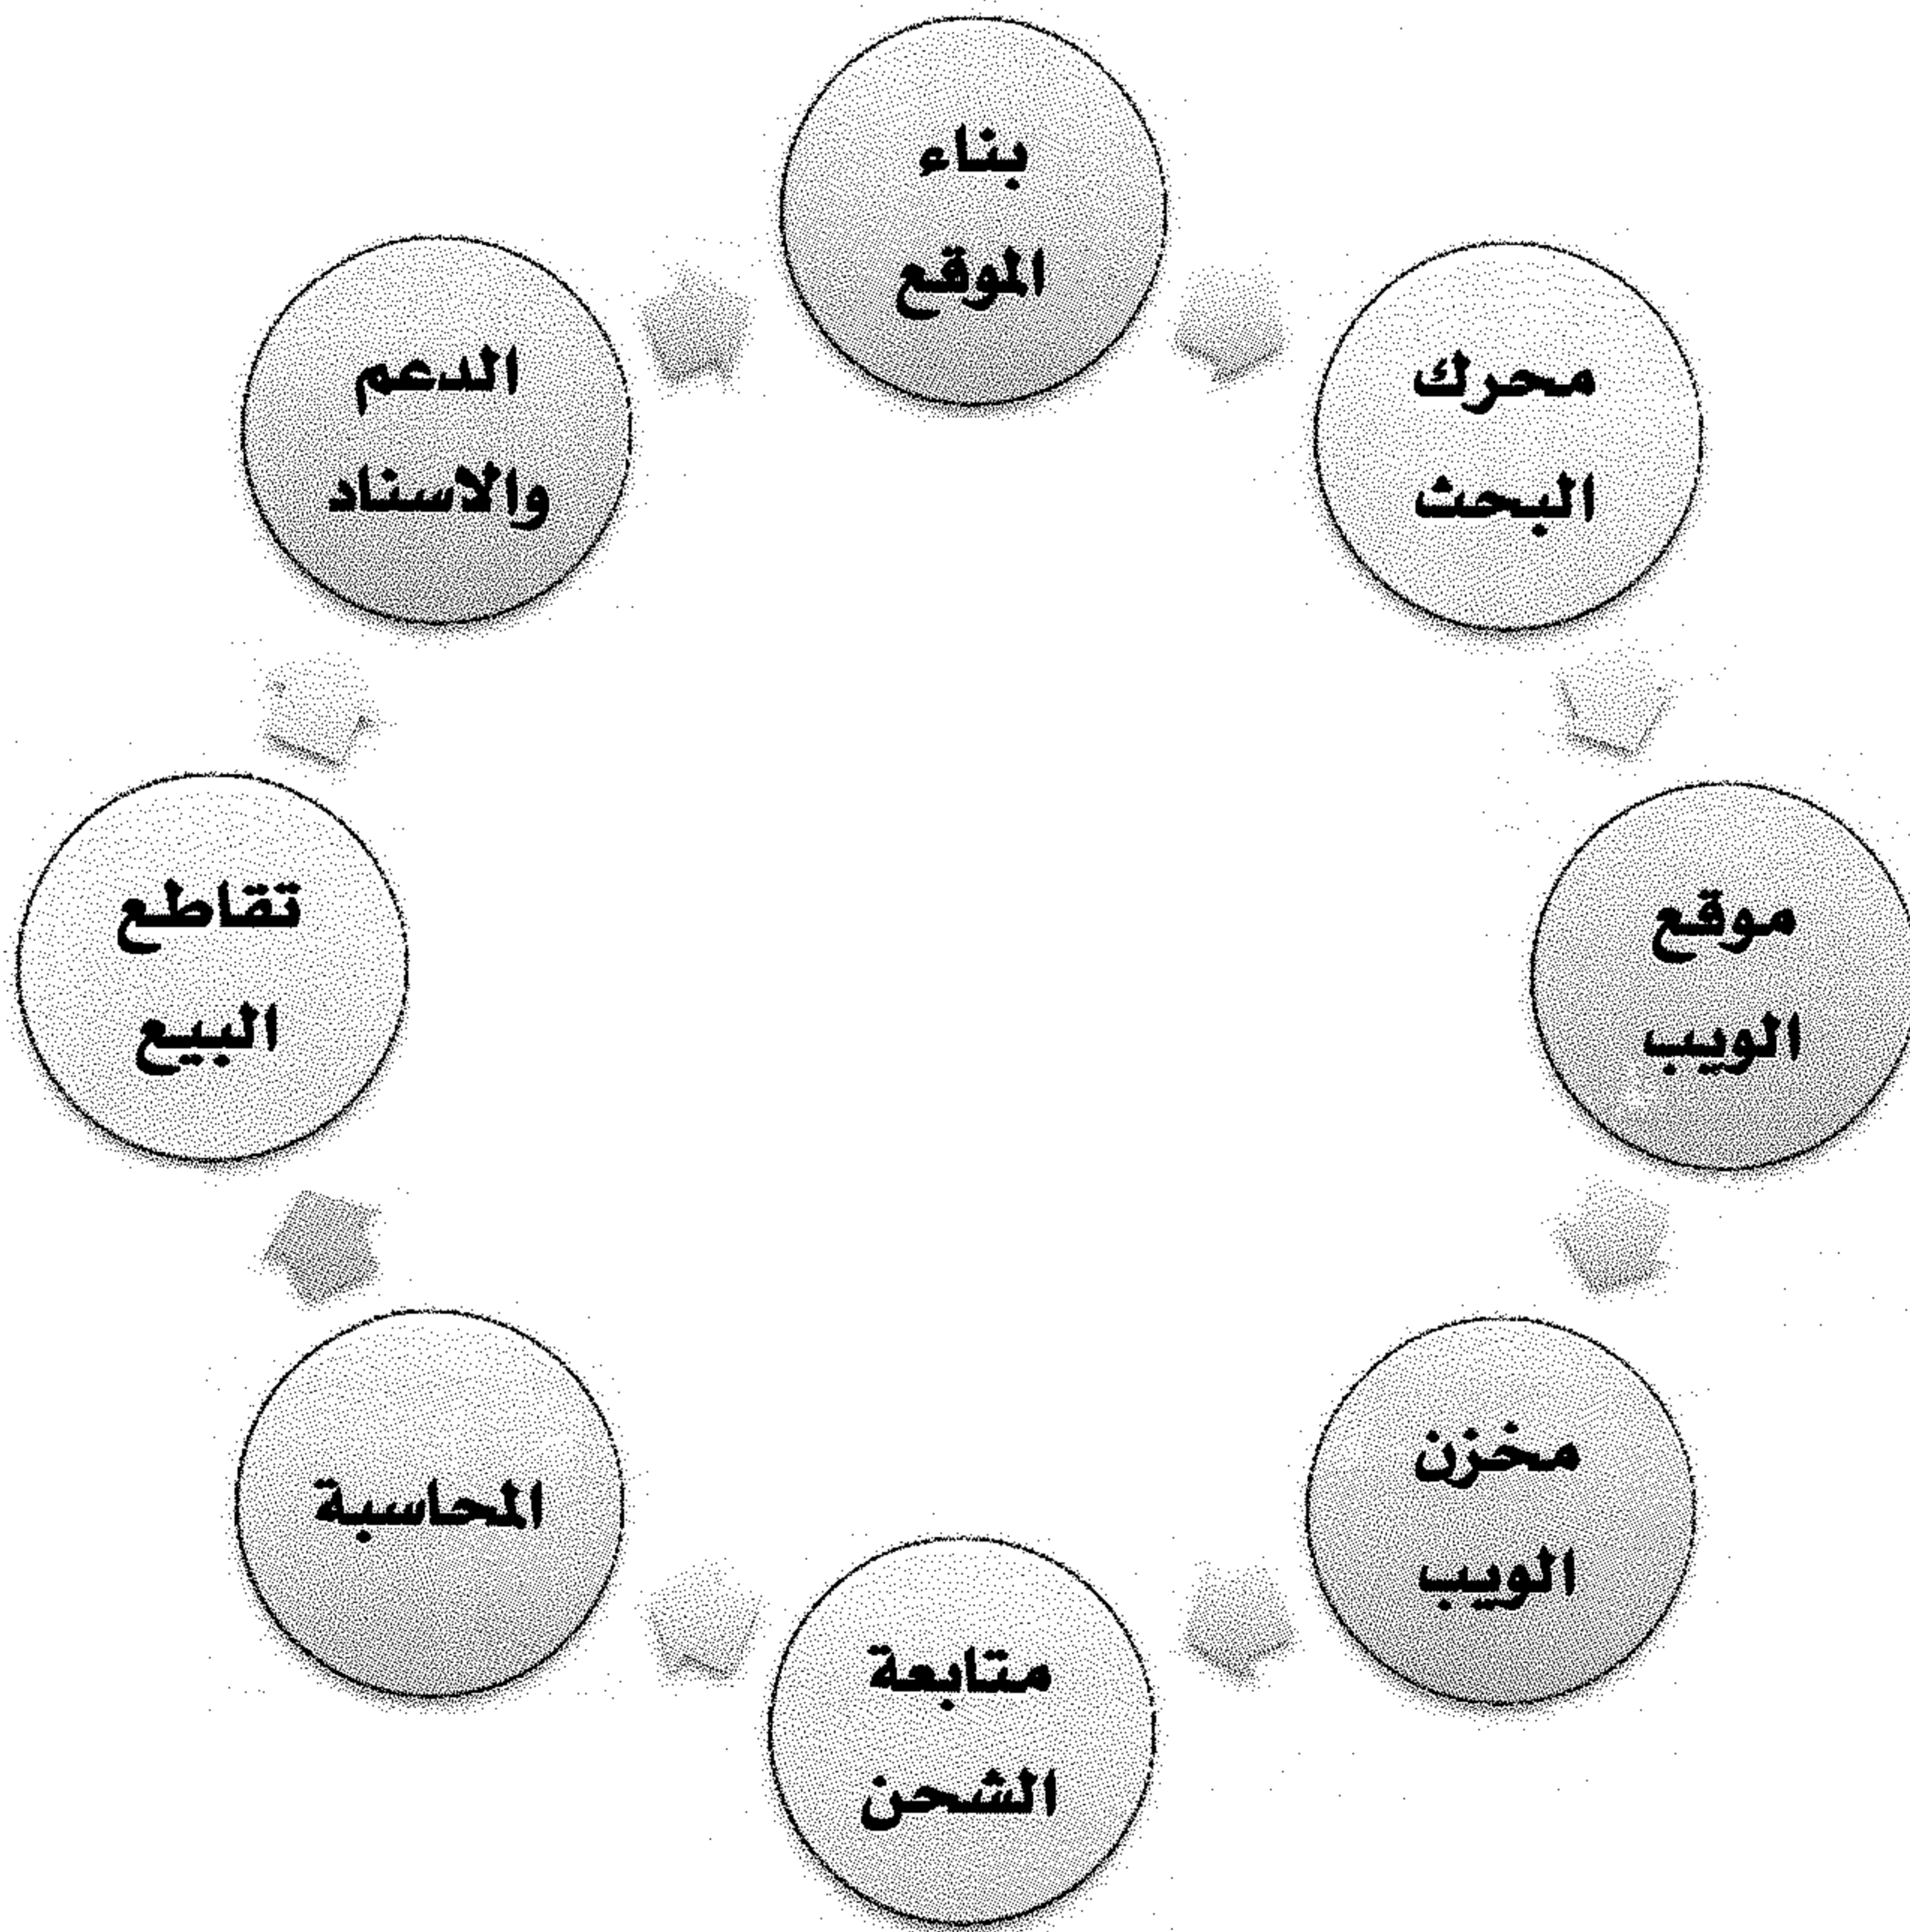 بناء
الموقع
محرك
البحث
موقع
الويب
مخزن
الويب
متابعة
الشحن
المحاسبة
تقاطع
البيع
الدعم
والاسناد